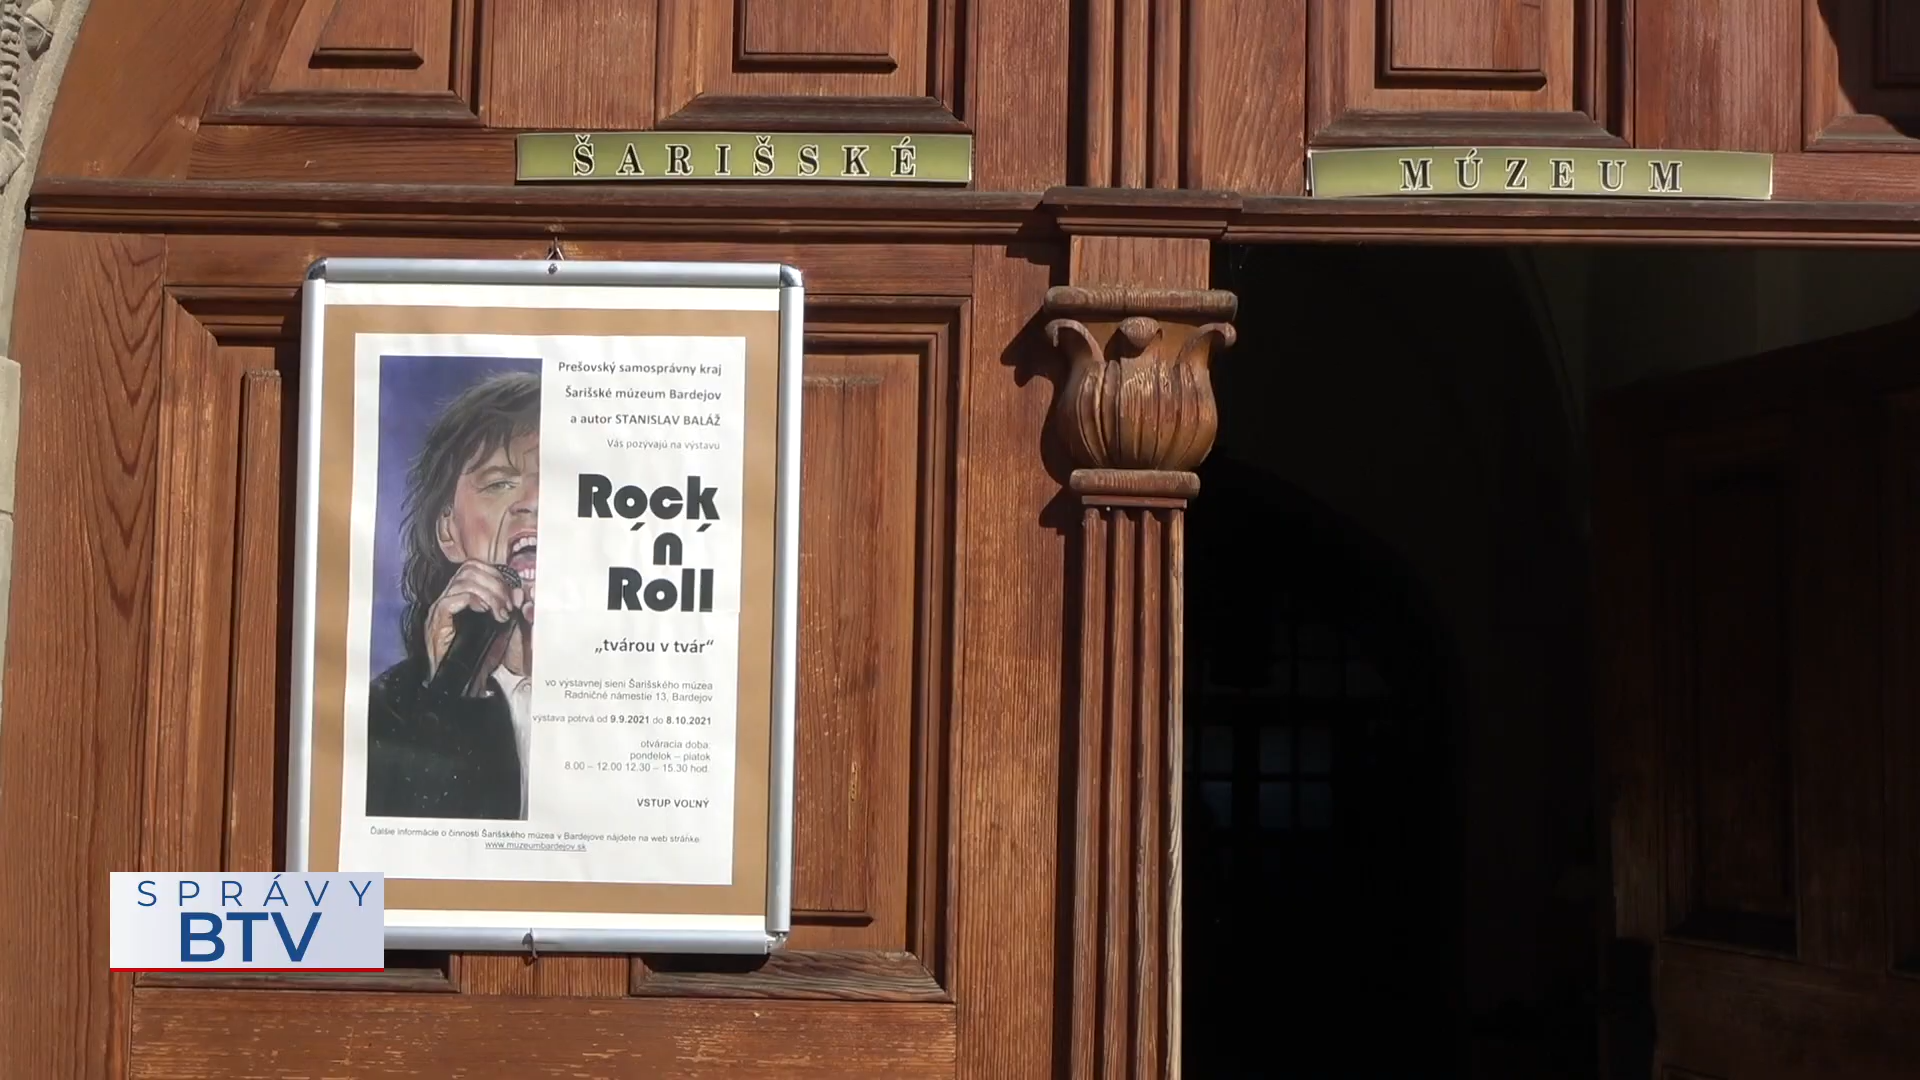 ŠARIŠSKÉ MÚZEUM
Prešovský samosprávny kraj
Šarišské múzeum Bardejov
a autor STANISLAV BALÁŽ
Vás pozývajú na výstavu
Rock
'n'
Roll
„tvárou v tvár“
vo výstavnej sieni Šarišského múzea
Radničné námestie 13, Bardejov
výstava potrvá od 9.9.2021 do 8.10.2021
otváracia doba:
pondelok – piatok
8.00 – 12.00 12.30 – 15.30 hod.
VSTUP VOĽNÝ
Ďalšie informácie o činnosti Šarišského múzea v Bardejove nájdete na web stránke
www.muzeumbardejov.sk
SPRÁVY
BTV